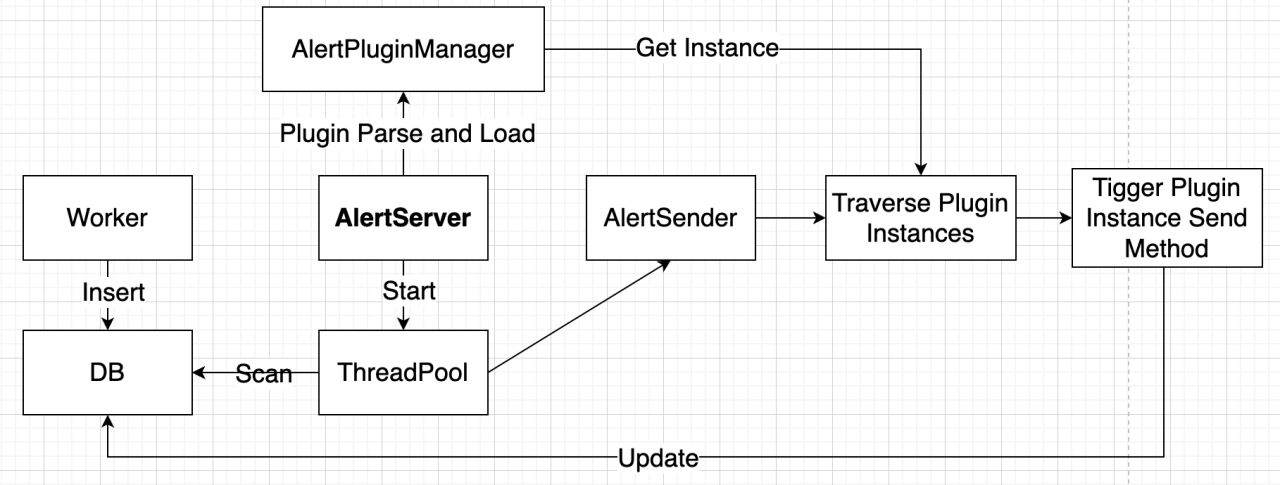 AlertPluginManager
Get Instance
Plugin Parse and Load
Worker
AlertServer
AlertSender
Traverse Plugin
Instances
Tigger Plugin
Instance Send
Method
Insert
Start
DB
Scan
ThreadPool
Update